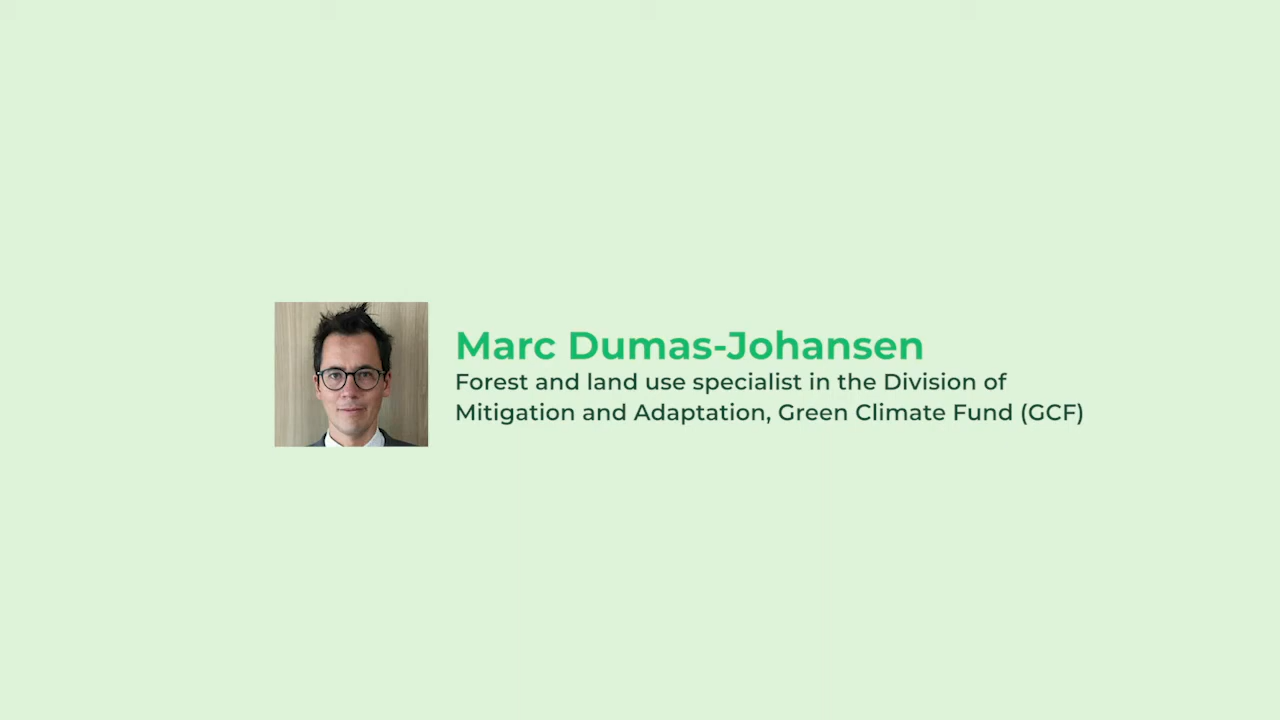 Marc Dumas-Johansen
Forest and land use specialist in the Division of
Mitigation and Adaptation, Green Climate Fund (GCF)